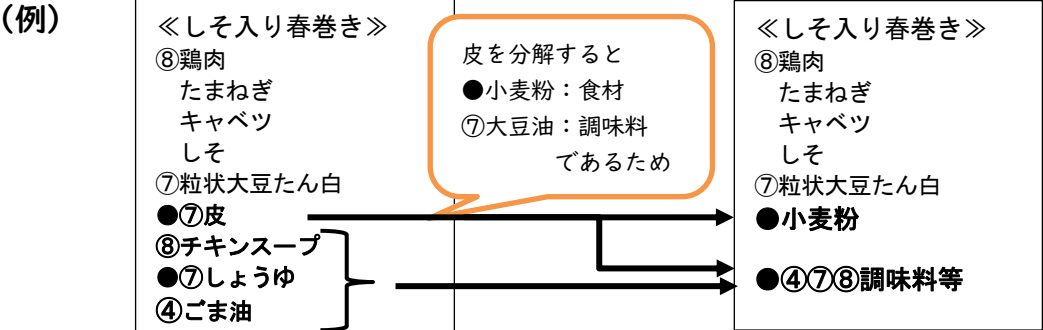 (例)
≪しそ入り春巻き≫
⑧鶏肉
たまねぎ
キャベツ
しそ
⑦粒状大豆たん白
●⑦皮
⑧チキンスープ
●⑦しょうゆ
④ごま油
皮を分解すると
●小麦粉：食材
⑦大豆油：調味料
であるため
≪しそ入り春巻き≫
⑧鶏肉
たまねぎ
キャベツ
しそ
⑦粒状大豆たん白
●小麦粉
●④⑦⑧調味料等